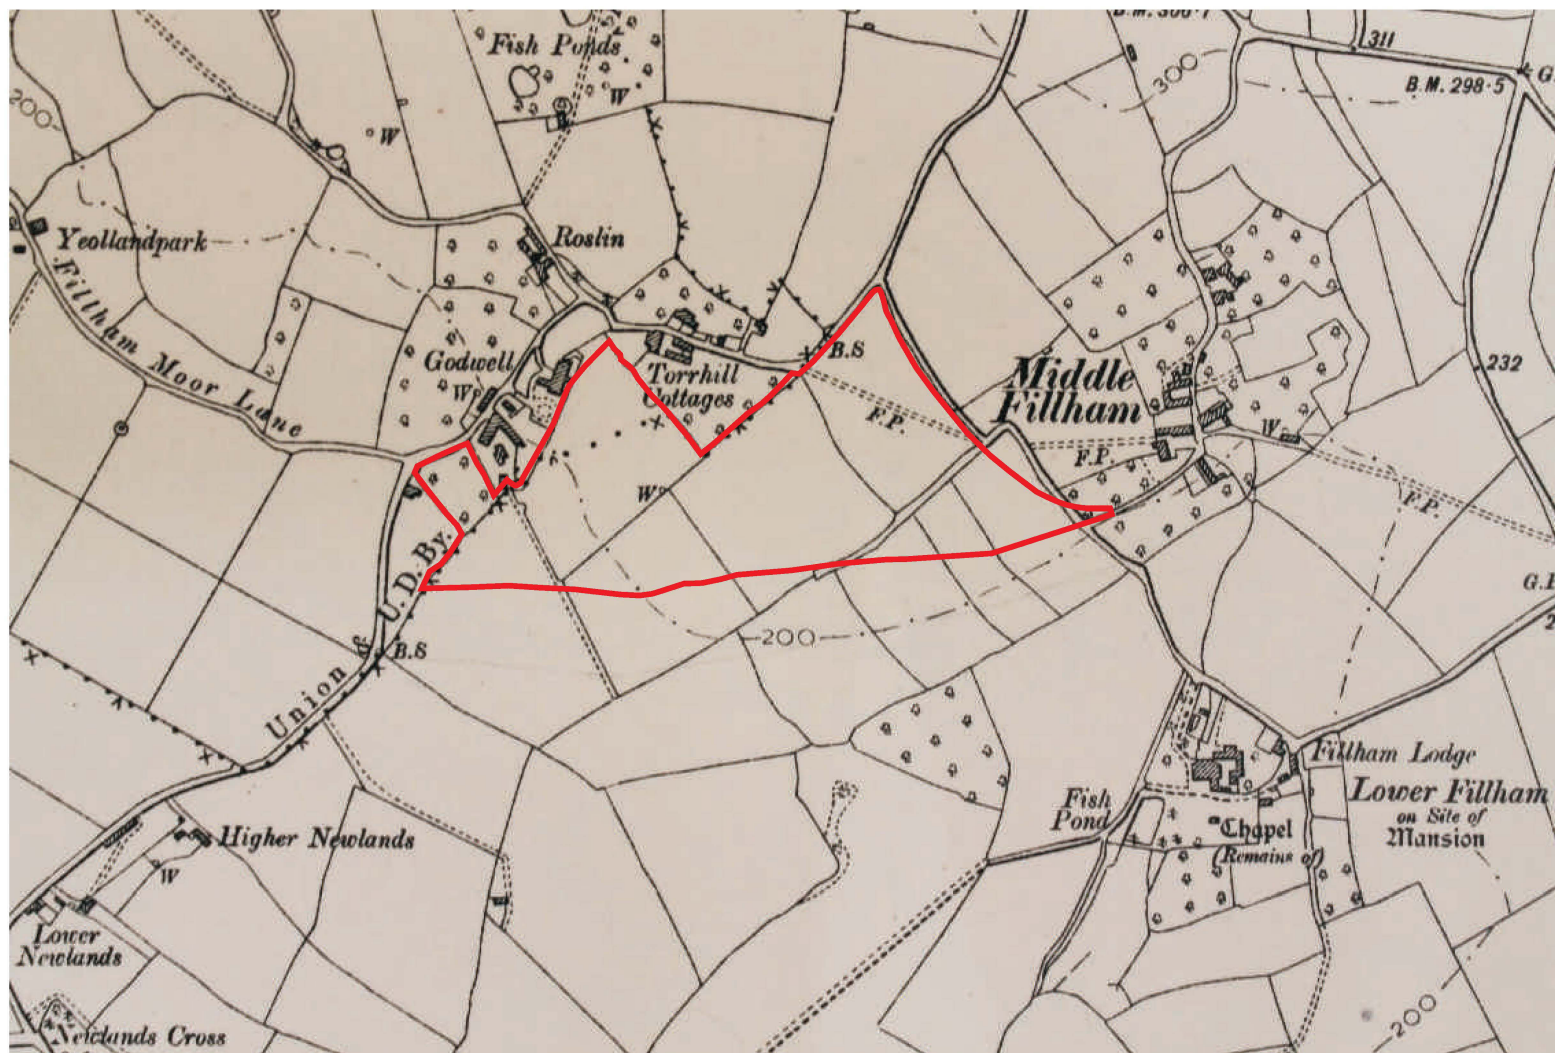 B.M. 300.1
311
Fish Ponds
300
B.M. 298.5
G.
200
W
W
Yeollandpark
Roslin
Fillham Moor Lane
Godwell
B.S
232
W
Torrhill
Cottages
Middle
Fillham
F.P.
W
F.P.
W
F.P.
U.D.By.
G.P
2
200
Union &
B.S
Fillham Lodge
Lower Fillham
on Site of
Mansion
Fish
Pond
Chapel
(Remains of)
Higher Newlands
W
Lower
Newlands
200
Newlands Cross